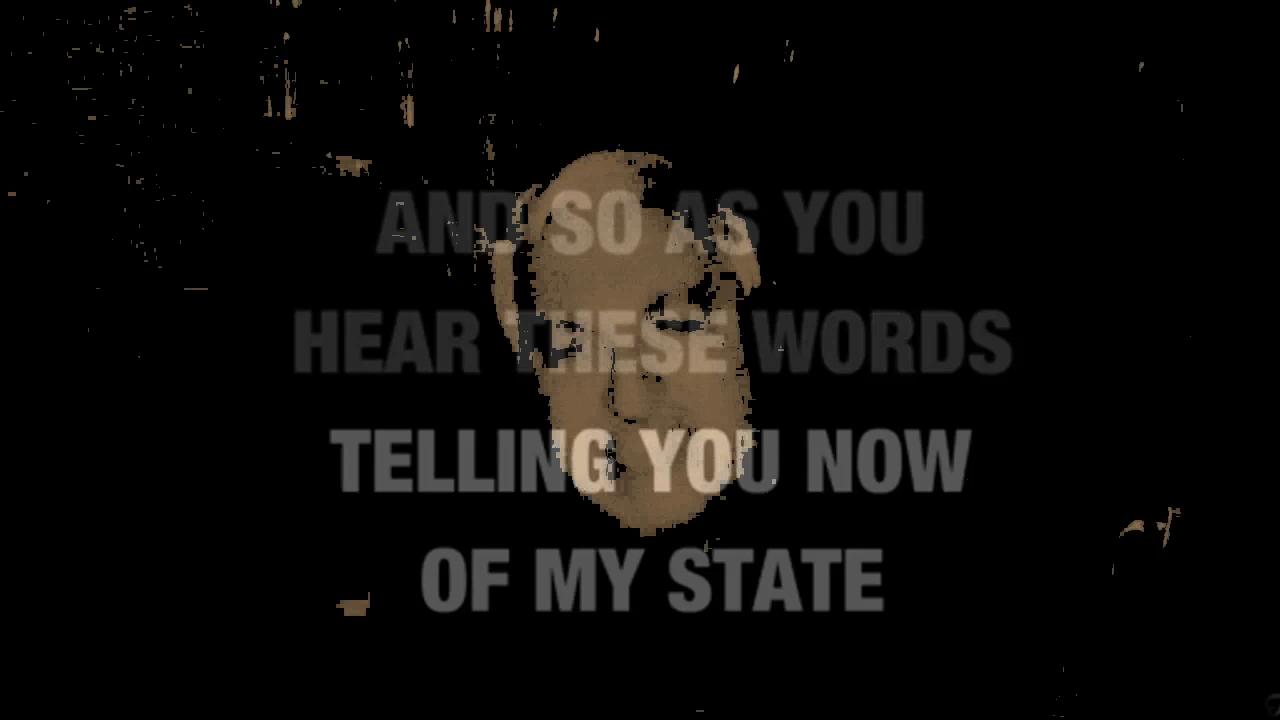 AND SO AS YOU
HEAR THESE WORDS
TELLING YOU NOW
OF MY STATE